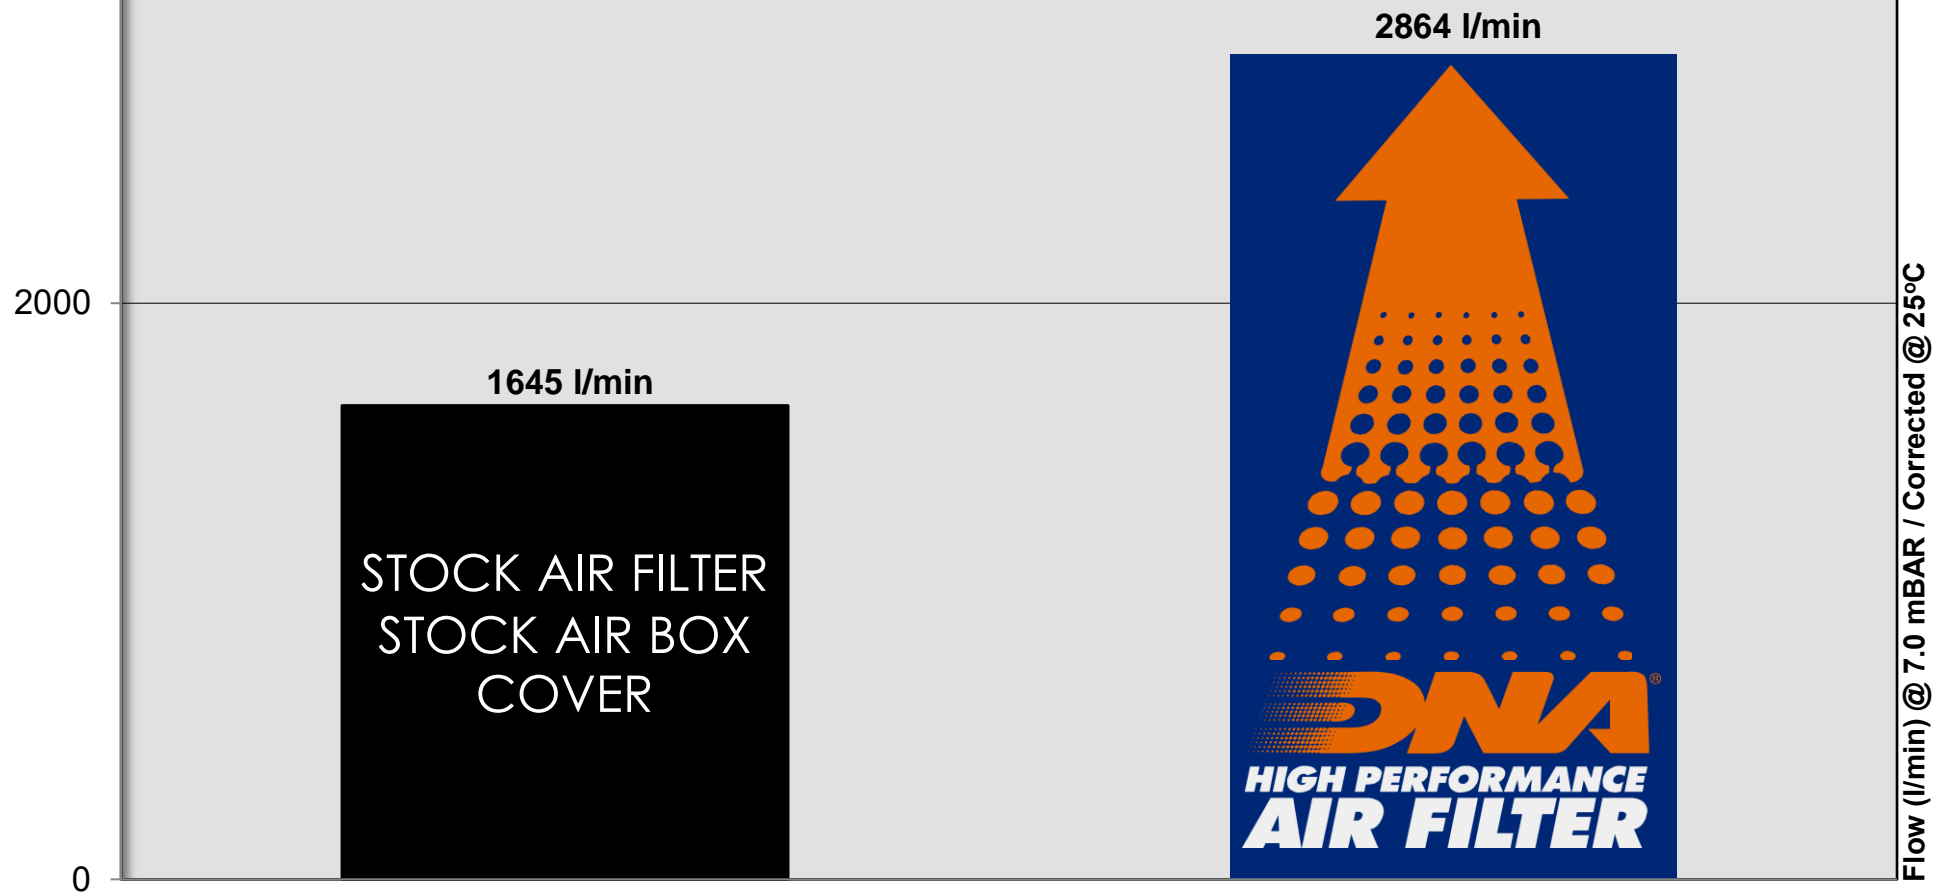 2864 l/min
2000
1645 l/min
STOCK AIR FILTER
STOCK AIR BOX
COVER
DNA®
HIGH PERFORMANCE
AIR FILTER
0
Flow (l/min) @ 7.0 mBAR / Corrected @ 25ºC